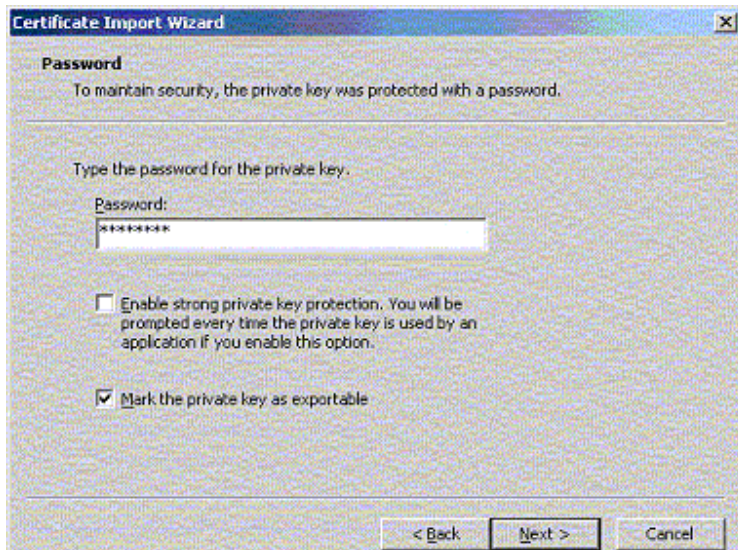 Certificate Import Wizard
Password
To maintain security, the private key was protected with a password.
Type the password for the private key.
Password:
********
Enable strong private key protection. You will be
prompted every time the private key is used by an
application if you enable this option.
Mark the private key as exportable
< Back
Next >
Cancel